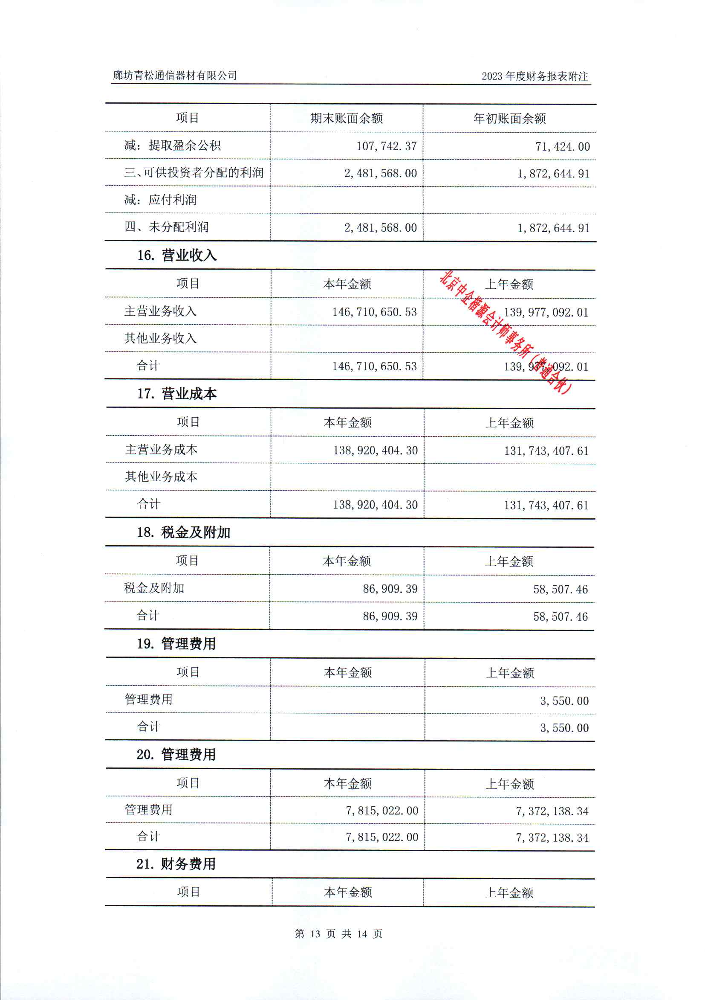 廊坊青松通信器材有限公司 2023 年度财务报表附注
项目 期末账面余额 年初账面余额
减：提取盈余公积 107,742.37 71,424.00
三、可供投资者分配的利润 2,481,568.00 1,872,644.91
减：应付利润
四、未分配利润 2,481,568.00 1,872,644.91
16. 营业收入
项目 本年金额 上年金额
主营业务收入 146,710,650.53 139,977,092.01
其他业务收入
合计 146,710,650.53 139,977,092.01
北京中企楷源会计师事务所（普通合伙）
17. 营业成本
项目 本年金额 上年金额
主营业务成本 138,920,404.30 131,743,407.61
其他业务成本
合计 138,920,404.30 131,743,407.61
18. 税金及附加
项目 本年金额 上年金额
税金及附加 86,909.39 58,507.46
合计 86,909.39 58,507.46
19. 管理费用
项目 本年金额 上年金额
管理费用 3,550.00
合计 3,550.00
20. 管理费用
项目 本年金额 上年金额
管理费用 7,815,022.00 7,372,138.34
合计 7,815,022.00 7,372,138.34
21. 财务费用
项目 本年金额 上年金额
第 13 页 共 14 页